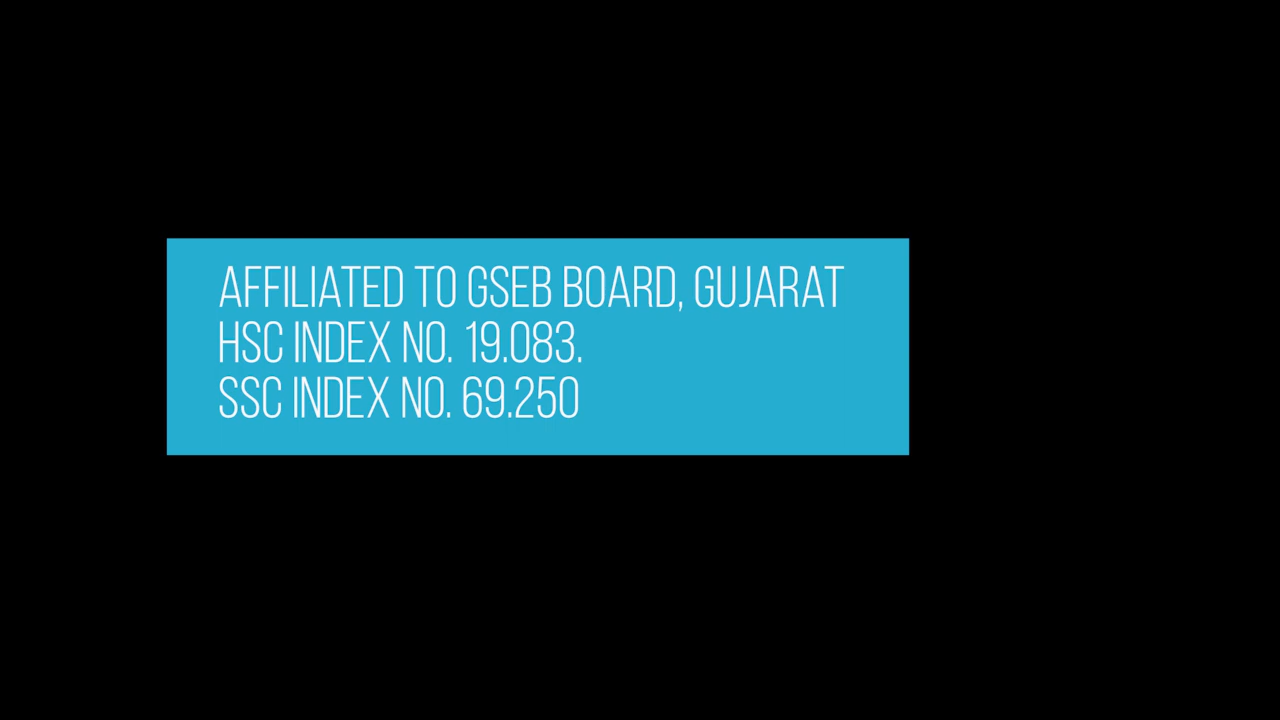 AFFILIATED TO GSEB BOARD, GUJARAT
HSC INDEX NO. 19.083.
SSC INDEX NO. 69.250